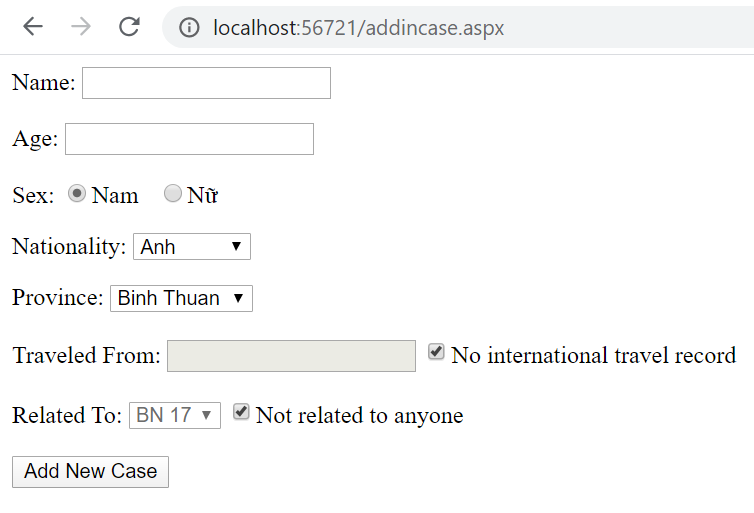 localhost:56721/addincase.aspx
Name:
Age:
Sex: Nam Nữ
Nationality: Anh
Province: Binh Thuan
Traveled From: No international travel record
Related To: BN 17 Not related to anyone
Add New Case